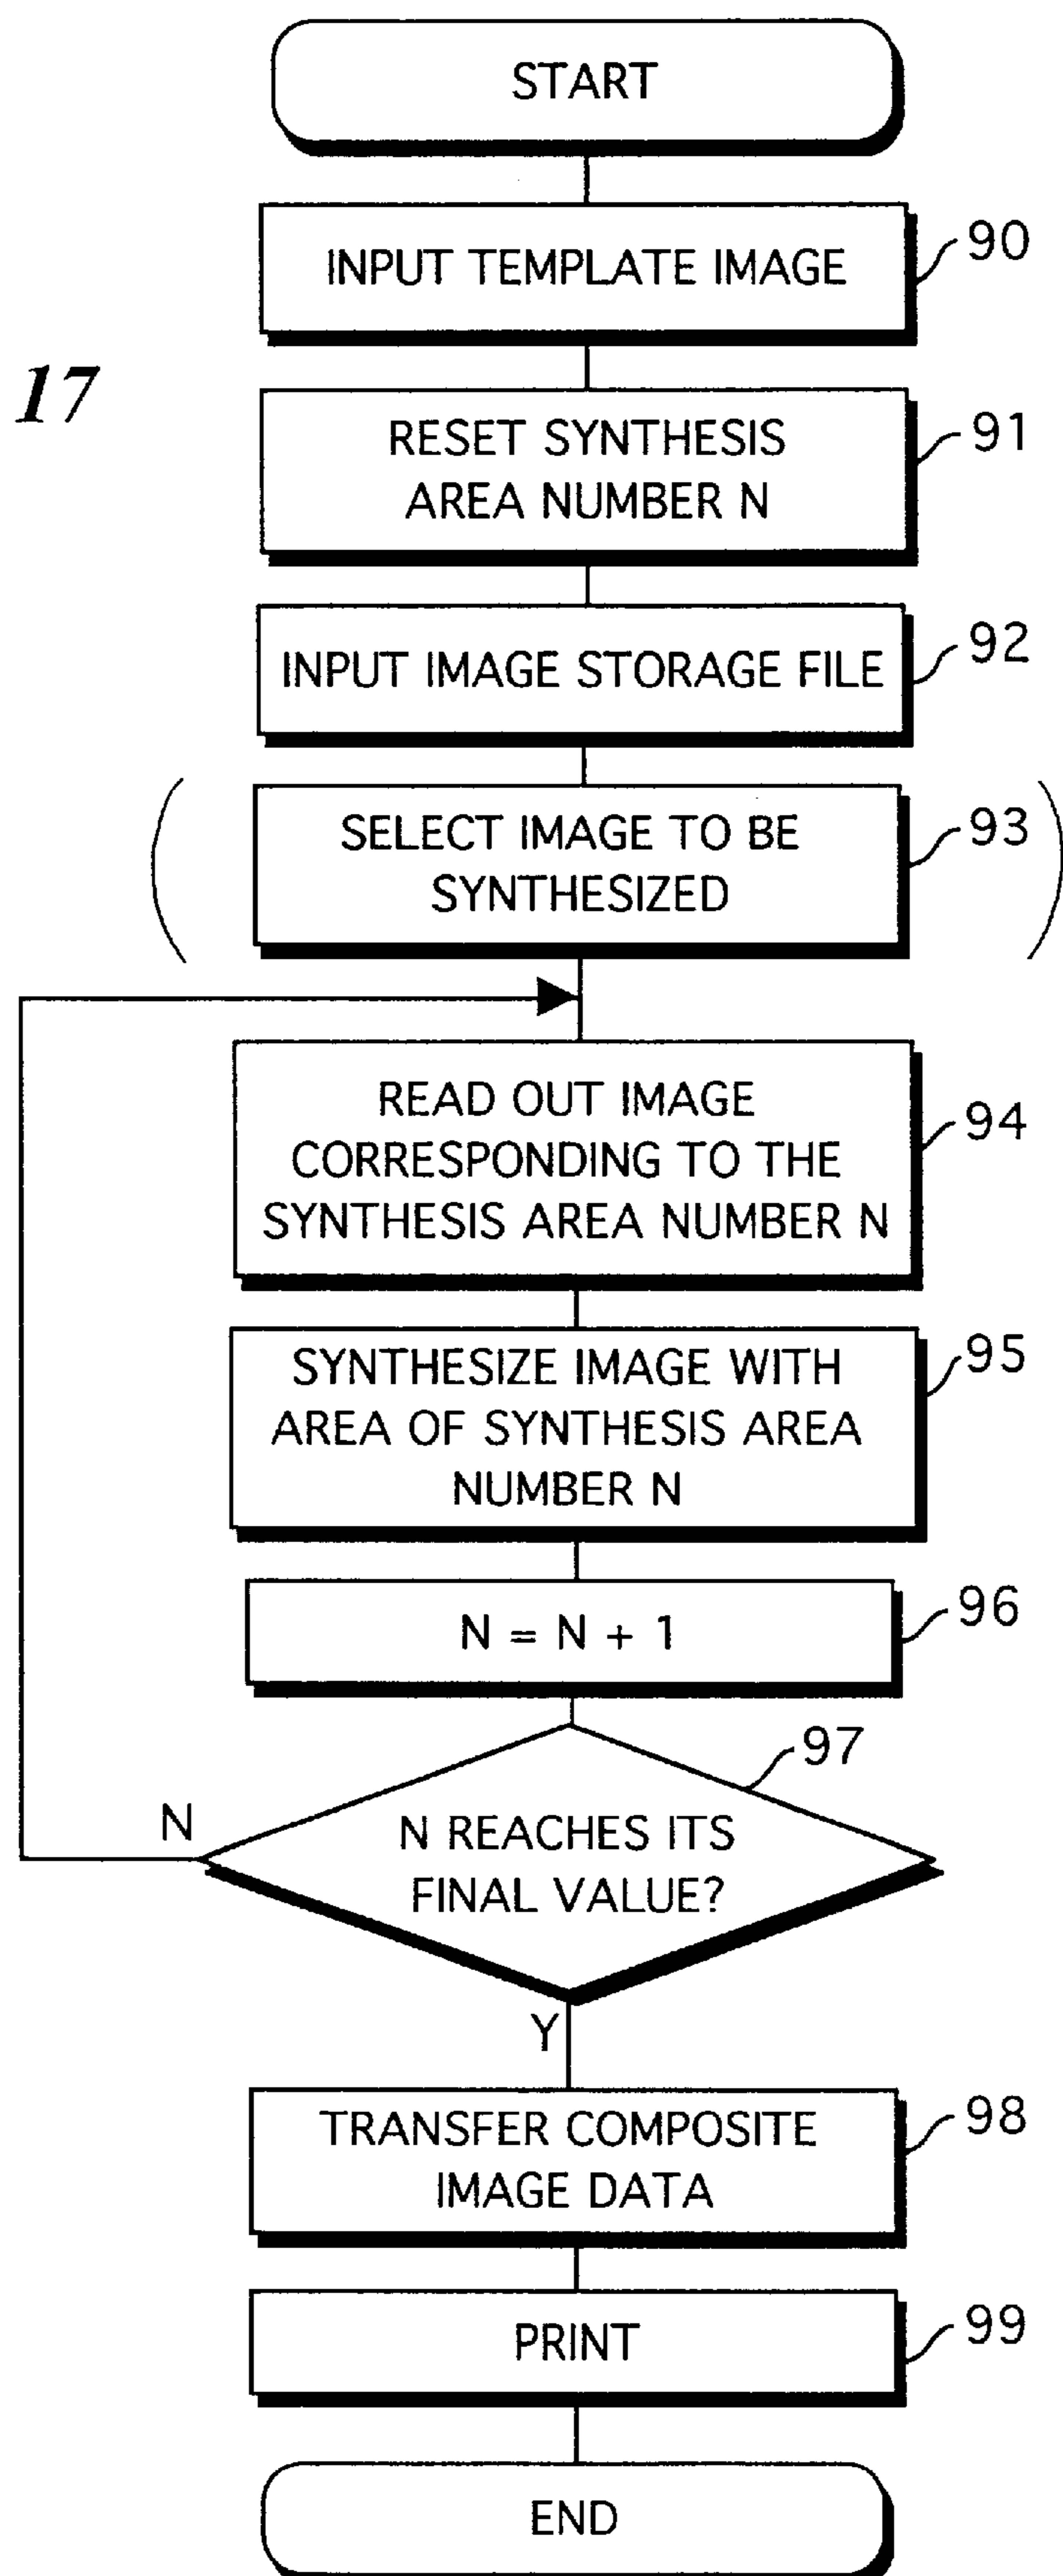 START
INPUT TEMPLATE IMAGE
90
17
RESET SYNTHESIS
AREA NUMBER N
91
INPUT IMAGE STORAGE FILE
92
SELECT IMAGE TO BE
SYNTHESIZED
93
READ OUT IMAGE
CORRESPONDING TO THE
SYNTHESIS AREA NUMBER N
94
SYNTHESIZE IMAGE WITH
AREA OF SYNTHESIS AREA
NUMBER N
95
N = N + 1
96
97
N
N REACHES ITS
FINAL VALUE?
Y
TRANSFER COMPOSITE
IMAGE DATA
98
PRINT
99
END